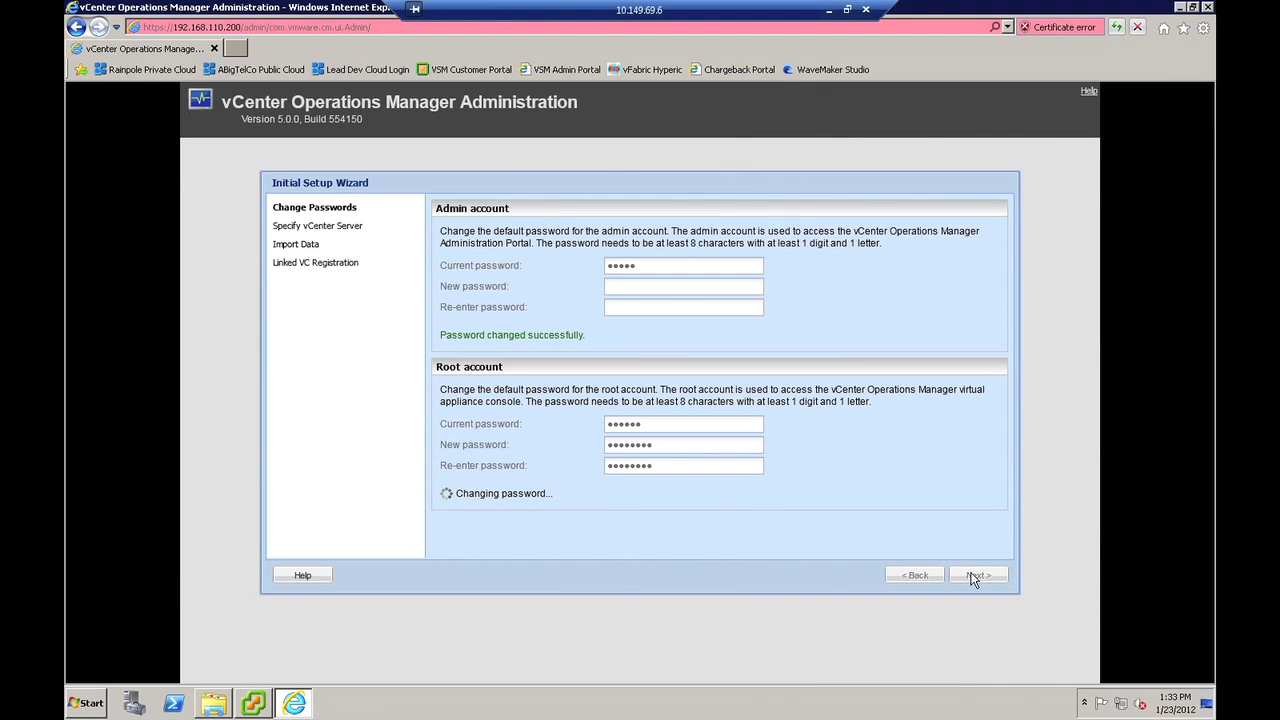 vCenter Operations Manager Administration - Windows Internet Exp
10.149.69.6
https://192.168.110.200/admin/com.vmware.cm.ui.Admin/
Certificate error
vCenter Operations Manage...
Rainpole Private Cloud
ABigTelCo Public Cloud
Lead Dev Cloud Login
VSM Customer Portal
VSM Admin Portal
vFabric Hyperic
Chargeback Portal
WaveMaker Studio
vCenter Operations Manager Administration
Help
Version 5.0.0, Build 554150
Initial Setup Wizard
Change Passwords
Specify vCenter Server
Import Data
Linked VC Registration
Admin account
Change the default password for the admin account. The admin account is used to access the vCenter Operations Manager
Administration Portal. The password needs to be at least 8 characters with at least 1 digit and 1 letter.
Current password:
New password:
Re-enter password:
Password changed successfully.
Root account
Change the default password for the root account. The root account is used to access the vCenter Operations Manager virtual
appliance console. The password needs to be at least 8 characters with at least 1 digit and 1 letter.
Current password:
New password:
Re-enter password:
Changing password...
Help
< Back
Next >
Start
1:33 PM
1/23/2012